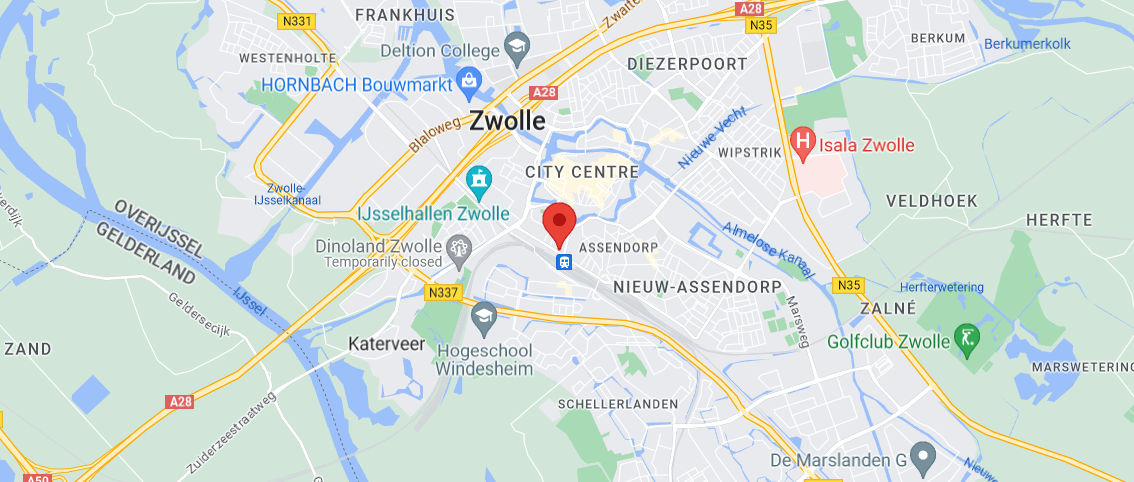 FRANKHUIS
N331
A28
N35
Zwatte
Deltion College
WESTENHOLTE
BERKUM
Berkumerkolk
DIEZERPOORT
HORNBACH Bouwmarkt
A28
Zwolle
Blaloweg
Nieuwe Vecht
WIPSTRIK
Isala Zwolle
H
CITY CENTRE
Zwolle-
IJsselkanaal
IJsselhallen Zwolle
VELDHOEK
HERFTE
OVERIJSSEL
GELDERLAND
kerdijk
Dinoland Zwolle
Temporarily closed
ASSENDORP
Almelose Kanaal
N337
NIEUW-ASSENDORP
N35
Herfterwetering
IJssel
Geldersedijk
Marsweg
ZALNÉ
ZAND
Katerveer
Hogeschool
Windesheim
Golfclub Zwolle
MARSWETERING
A28
SCHELLERLANDEN
Zuiderzeestraatweg
De Marslanden G
Nieuwe
A50